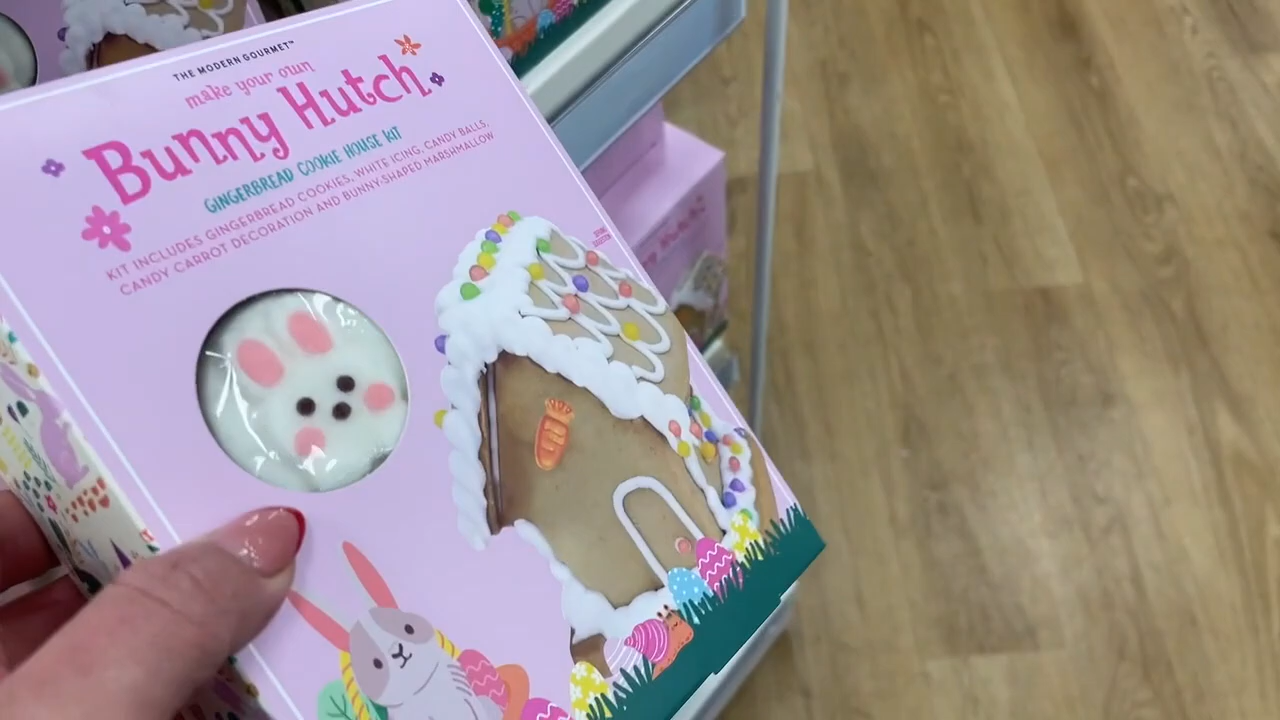 THE MODERN GOURMET™
make your own
Bunny Hutch
GINGERBREAD COOKIE HOUSE KIT
KIT INCLUDES GINGERBREAD COOKIES, WHITE ICING, CANDY BALLS,
CANDY CARROT DECORATION AND BUNNY-SHAPED MARSHMALLOW